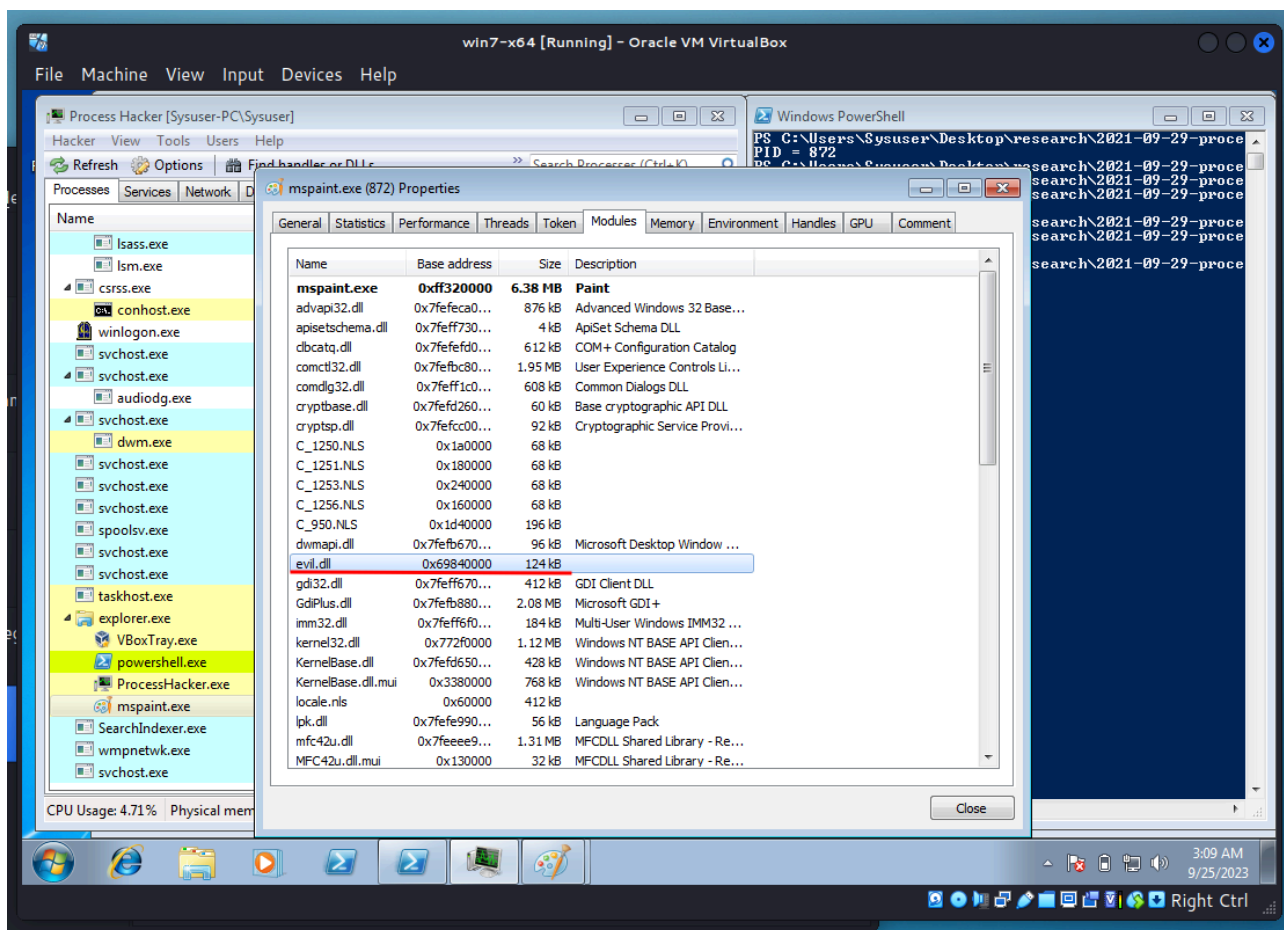 win7-x64 [Running] - Oracle VM VirtualBox
File Machine View Input Devices Help
Process Hacker [Sysuser-PC\Sysuser]
Hacker View Tools Users Help
Refresh Options Find handles or DLLs » Search Processes (Ctrl+K)
Processes Services Network D
Name
lsass.exe
lsm.exe
csrss.exe
conhost.exe
winlogon.exe
svchost.exe
svchost.exe
audiodg.exe
svchost.exe
dwm.exe
svchost.exe
svchost.exe
svchost.exe
spoolsv.exe
svchost.exe
svchost.exe
taskhost.exe
explorer.exe
VBoxTray.exe
powershell.exe
ProcessHacker.exe
mspaint.exe
SearchIndexer.exe
wmpnetwk.exe
svchost.exe
CPU Usage: 4.71% Physical mem
mspaint.exe (872) Properties
General Statistics Performance Threads Token Modules Memory Environment Handles GPU Comment
Name Base address Size Description
mspaint.exe 0xff320000 6.38 MB Paint
advapi32.dll 0x7fefeca0... 876 kB Advanced Windows 32 Base...
apisetschema.dll 0x7feff730... 4 kB ApiSet Schema DLL
clbcatq.dll 0x7fefefd0... 612 kB COM+ Configuration Catalog
comctl32.dll 0x7fefbc80... 1.95 MB User Experience Controls Li...
comdlg32.dll 0x7feff1c0... 608 kB Common Dialogs DLL
cryptbase.dll 0x7fefd260... 60 kB Base cryptographic API DLL
cryptsp.dll 0x7fefcc00... 92 kB Cryptographic Service Provi...
C_1250.NLS 0x1a0000 68 kB
C_1251.NLS 0x180000 68 kB
C_1253.NLS 0x240000 68 kB
C_1256.NLS 0x160000 68 kB
C_950.NLS 0x1d40000 196 kB
dwmapi.dll 0x7fefb670... 96 kB Microsoft Desktop Window ...
evil.dll 0x69840000 124 kB
gdi32.dll 0x7feff670... 412 kB GDI Client DLL
GdiPlus.dll 0x7fefb880... 2.08 MB Microsoft GDI+
imm32.dll 0x7feff6f0... 184 kB Multi-User Windows IMM32 ...
kernel32.dll 0x772f0000 1.12 MB Windows NT BASE API Clien...
KernelBase.dll 0x7fefd650... 428 kB Windows NT BASE API Clien...
KernelBase.dll.mui 0x3380000 768 kB Windows NT BASE API Clien...
locale.nls 0x60000 412 kB
lpk.dll 0x7fefe990... 56 kB Language Pack
mfc42u.dll 0x7feeee9... 1.31 MB MFCDLL Shared Library - Re...
MFC42u.dll.mui 0x130000 32 kB MFCDLL Shared Library - Re...
Close
Windows PowerShell
PS C:\Users\Sysuser\Desktop\research\2021-09-29-proce
PID = 872
PS C:\Users\Sysuser\Desktop\research\2021-09-29-proce
search\2021-09-29-proce
search\2021-09-29-proce
search\2021-09-29-proce
search\2021-09-29-proce
search\2021-09-29-proce
3:09 AM
9/25/2023
Right Ctrl